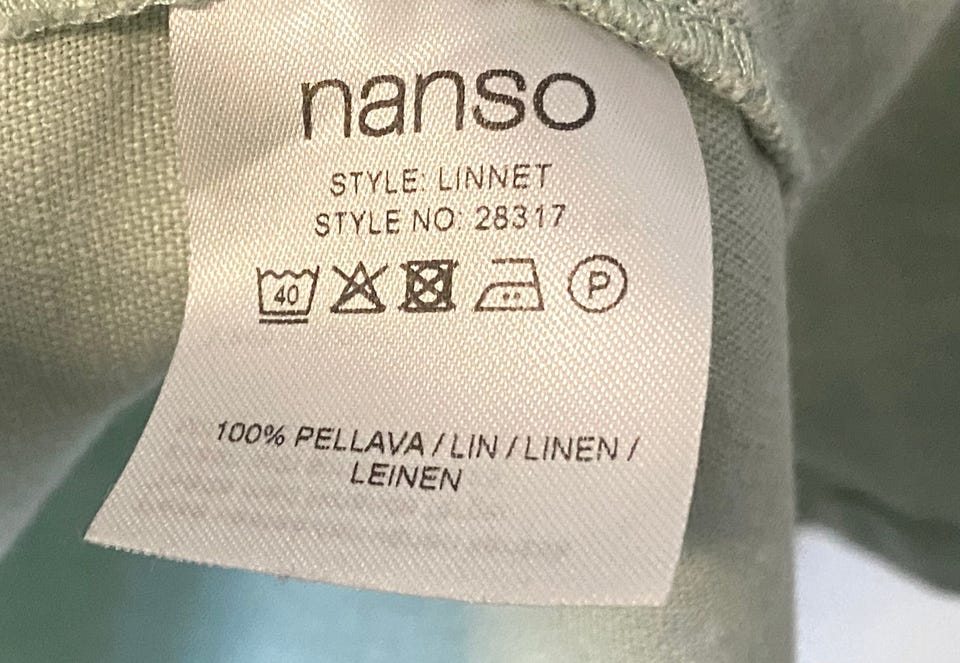 nanso
STYLE: LINNET
STYLE NO: 28317
40 P
100% PELLAVA / LIN / LINEN /
LEINEN